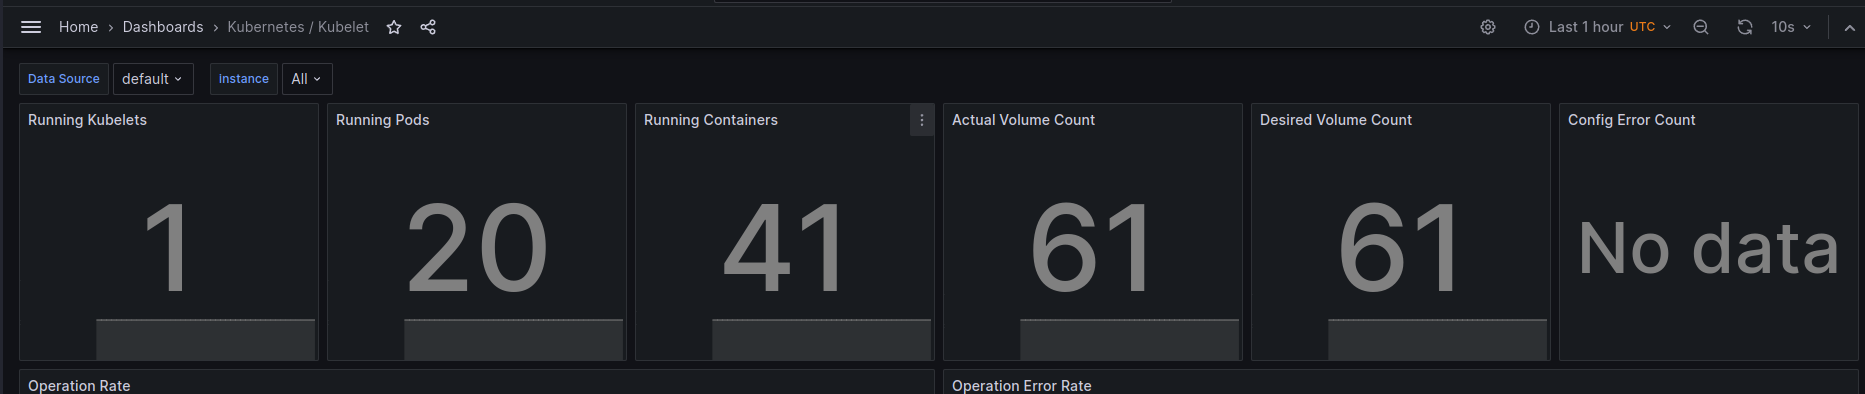 Home > Dashboards > Kubernetes / Kubelet
Last 1 hour UTC
10s
Data Source default instance All
Running Kubelets
1
Running Pods
20
Running Containers
41
Actual Volume Count
61
Desired Volume Count
61
Config Error Count
No data
Operation Rate
Operation Error Rate